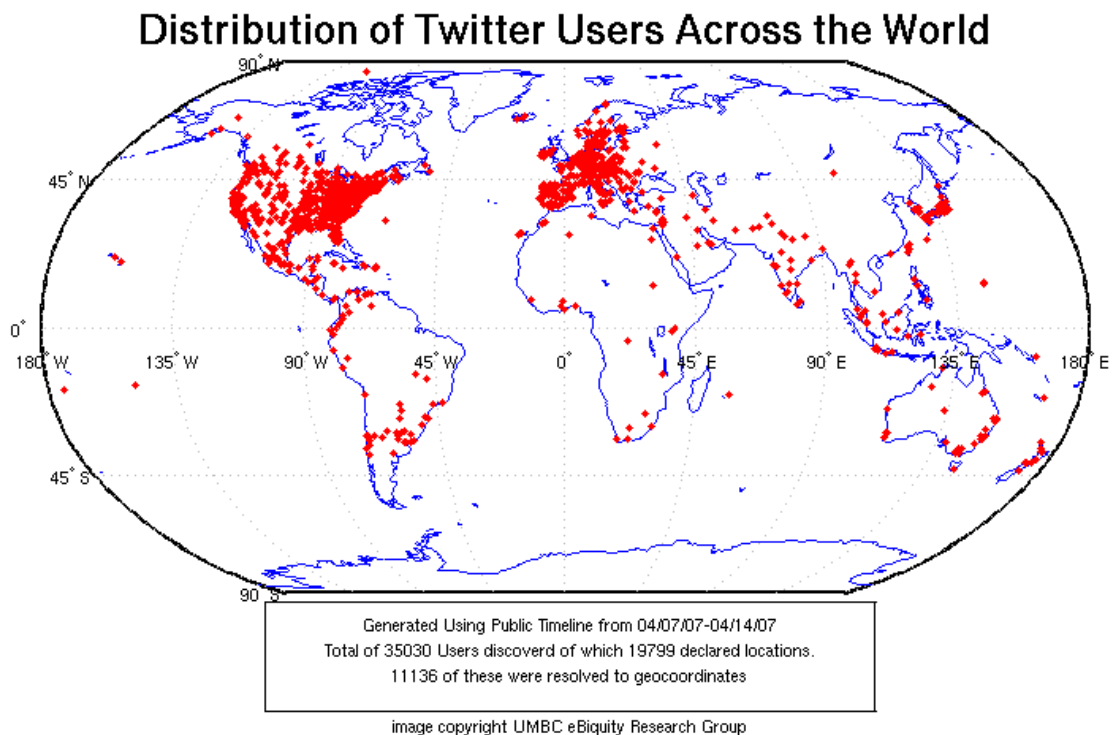 Distribution of Twitter Users Across the World
90° N
45° N
0°
180° W 135° W 90° W 45° W 0° 45° E 90° E 135° E 180° E
45° S
90° S
Generated Using Public Timeline from 04/07/07-04/14/07
Total of 35030 Users discoverd of which 19799 declared locations.
11136 of these were resolved to geocoordinates
image copyright UMBC eBiquity Research Group